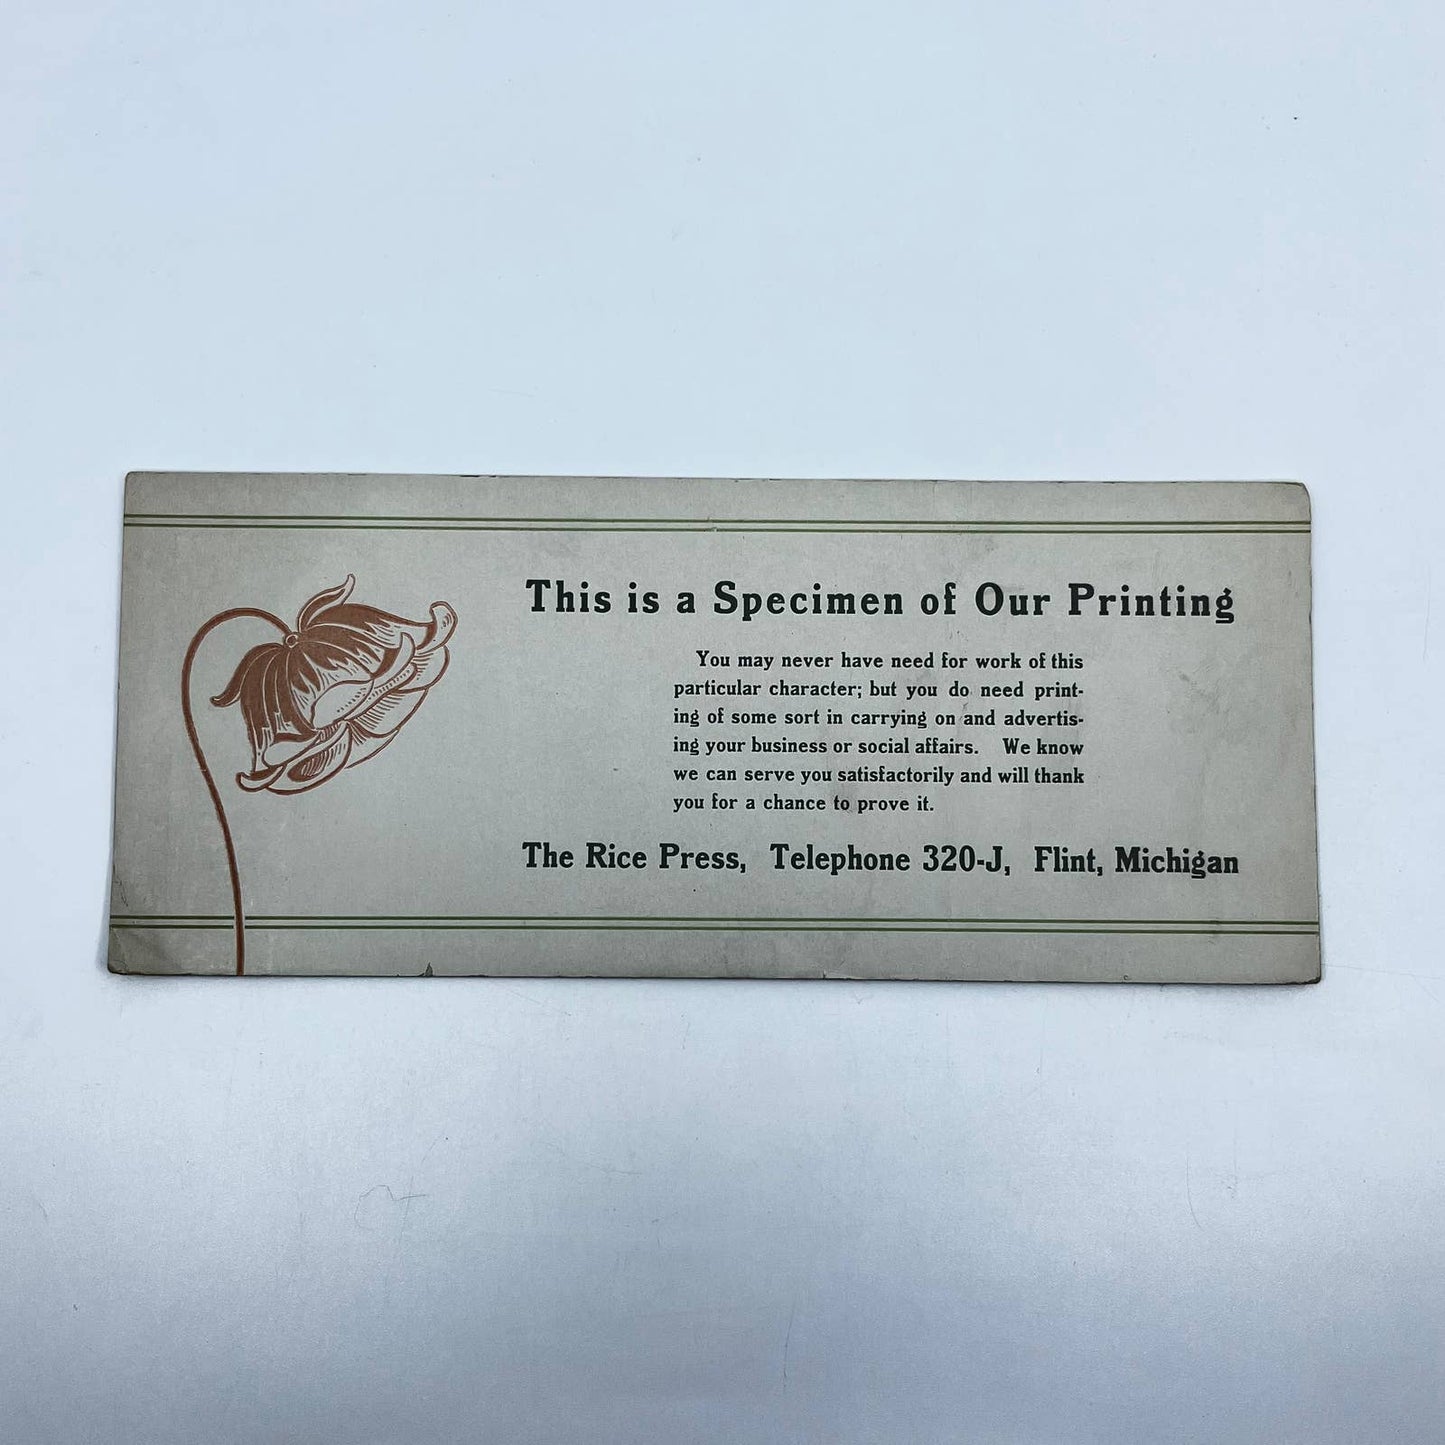 This is a Specimen of Our Printing
You may never have need for work of this
particular character; but you do need print-
ing of some sort in carrying on and advertis-
ing your business or social affairs. We know
we can serve you satisfactorily and will thank
you for a chance to prove it.
The Rice Press, Telephone 320-J, Flint, Michigan